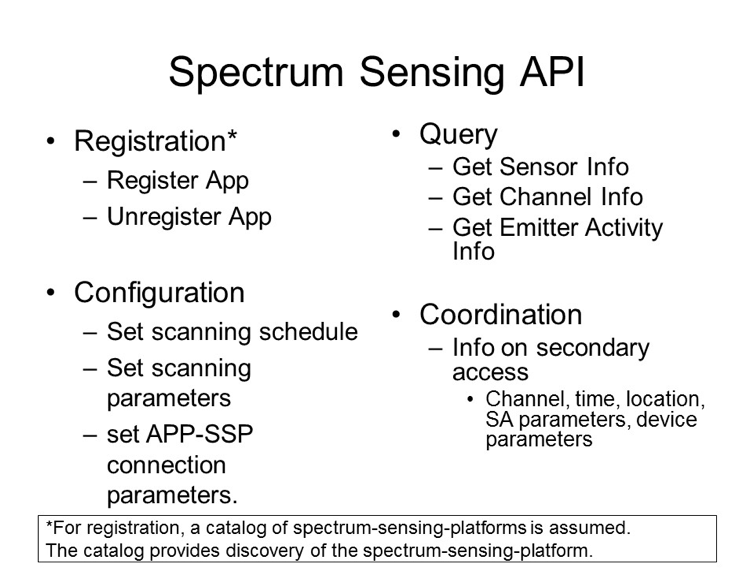 Spectrum Sensing API
• Registration*
– Register App
– Unregister App
• Configuration
– Set scanning schedule
– Set scanning
parameters
– set APP-SSP
connection
parameters.
• Query
– Get Sensor Info
– Get Channel Info
– Get Emitter Activity
Info
• Coordination
– Info on secondary
access
• Channel, time, location,
SA parameters, device
parameters
*For registration, a catalog of spectrum-sensing-platforms is assumed.
The catalog provides discovery of the spectrum-sensing-platform.